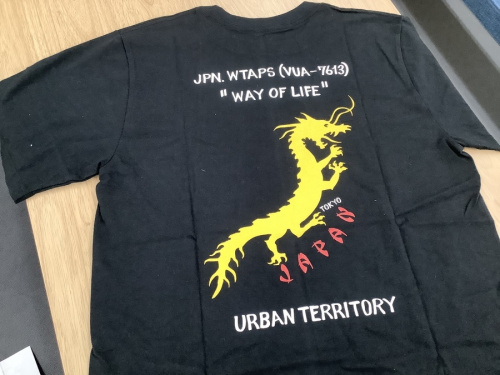 JPN. WTAPS (VUA-7613)
"WAY OF LIFE"
TOKYO
JAPAN
URBAN TERRITORY